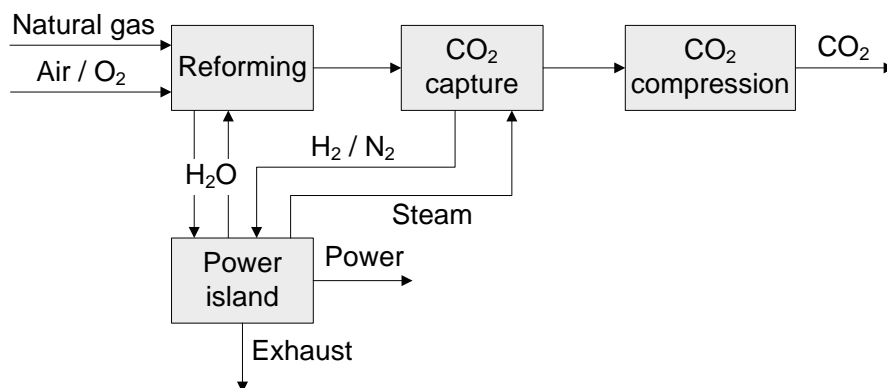 Natural gas
Air / O₂
Reforming
CO₂
capture
CO₂
compression
CO₂
H₂O
H₂ / N₂
Steam
Power
island
Power
Exhaust